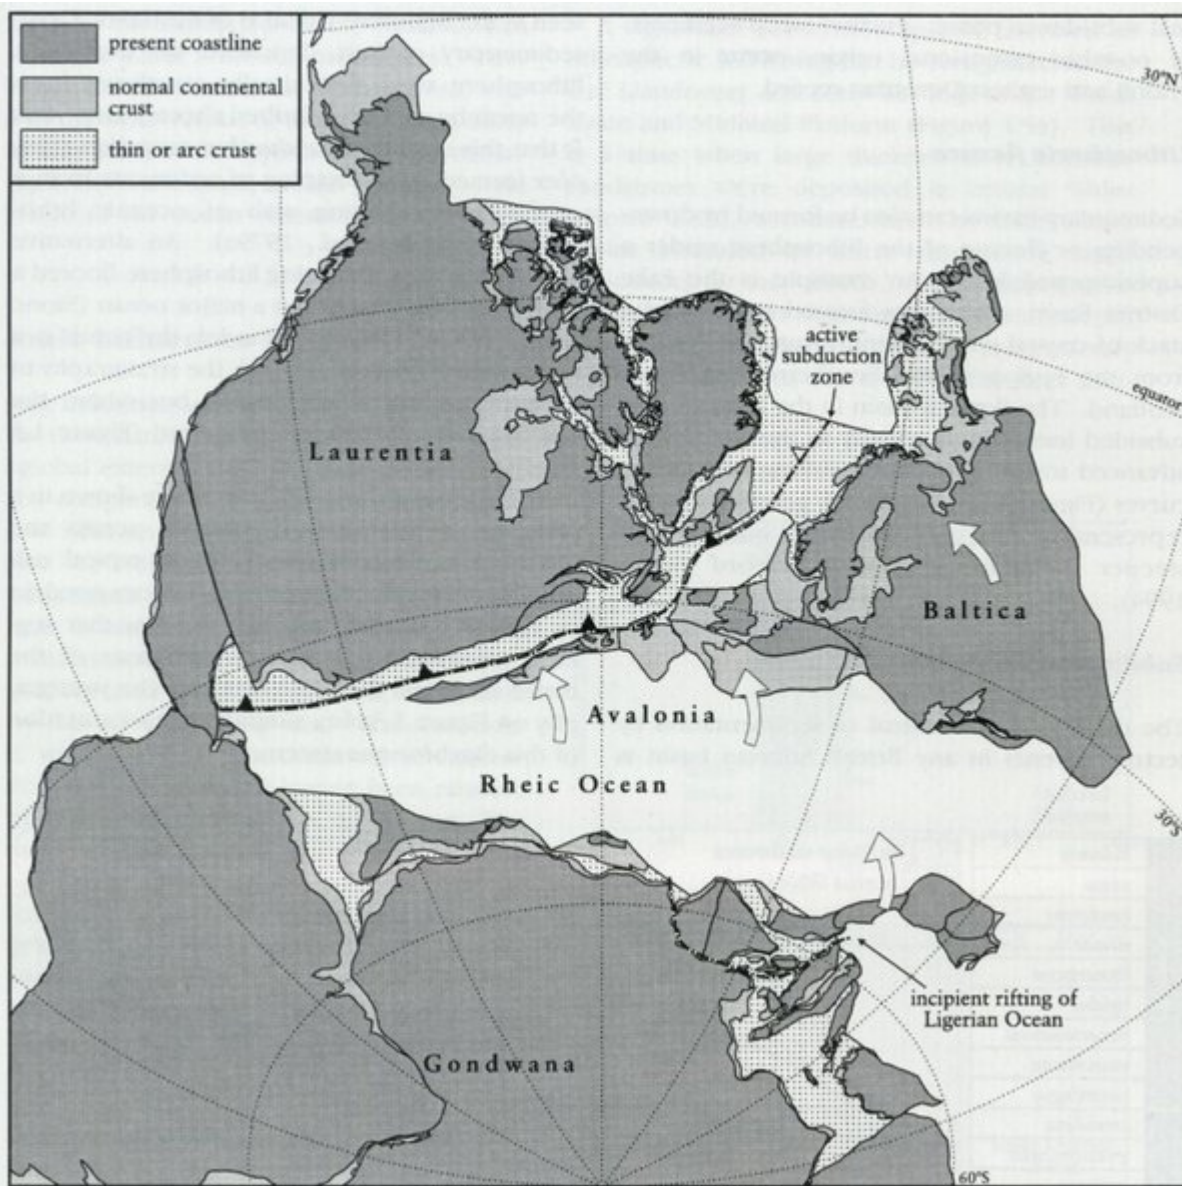 present coastline
normal continental
crust
thin or arc crust
30°N
active
subduction
zone
equator
Laurentia
Baltica
Avalonia
Rheic Ocean
30°S
incipient rifting of
Ligerian Ocean
Gondwana
60°S